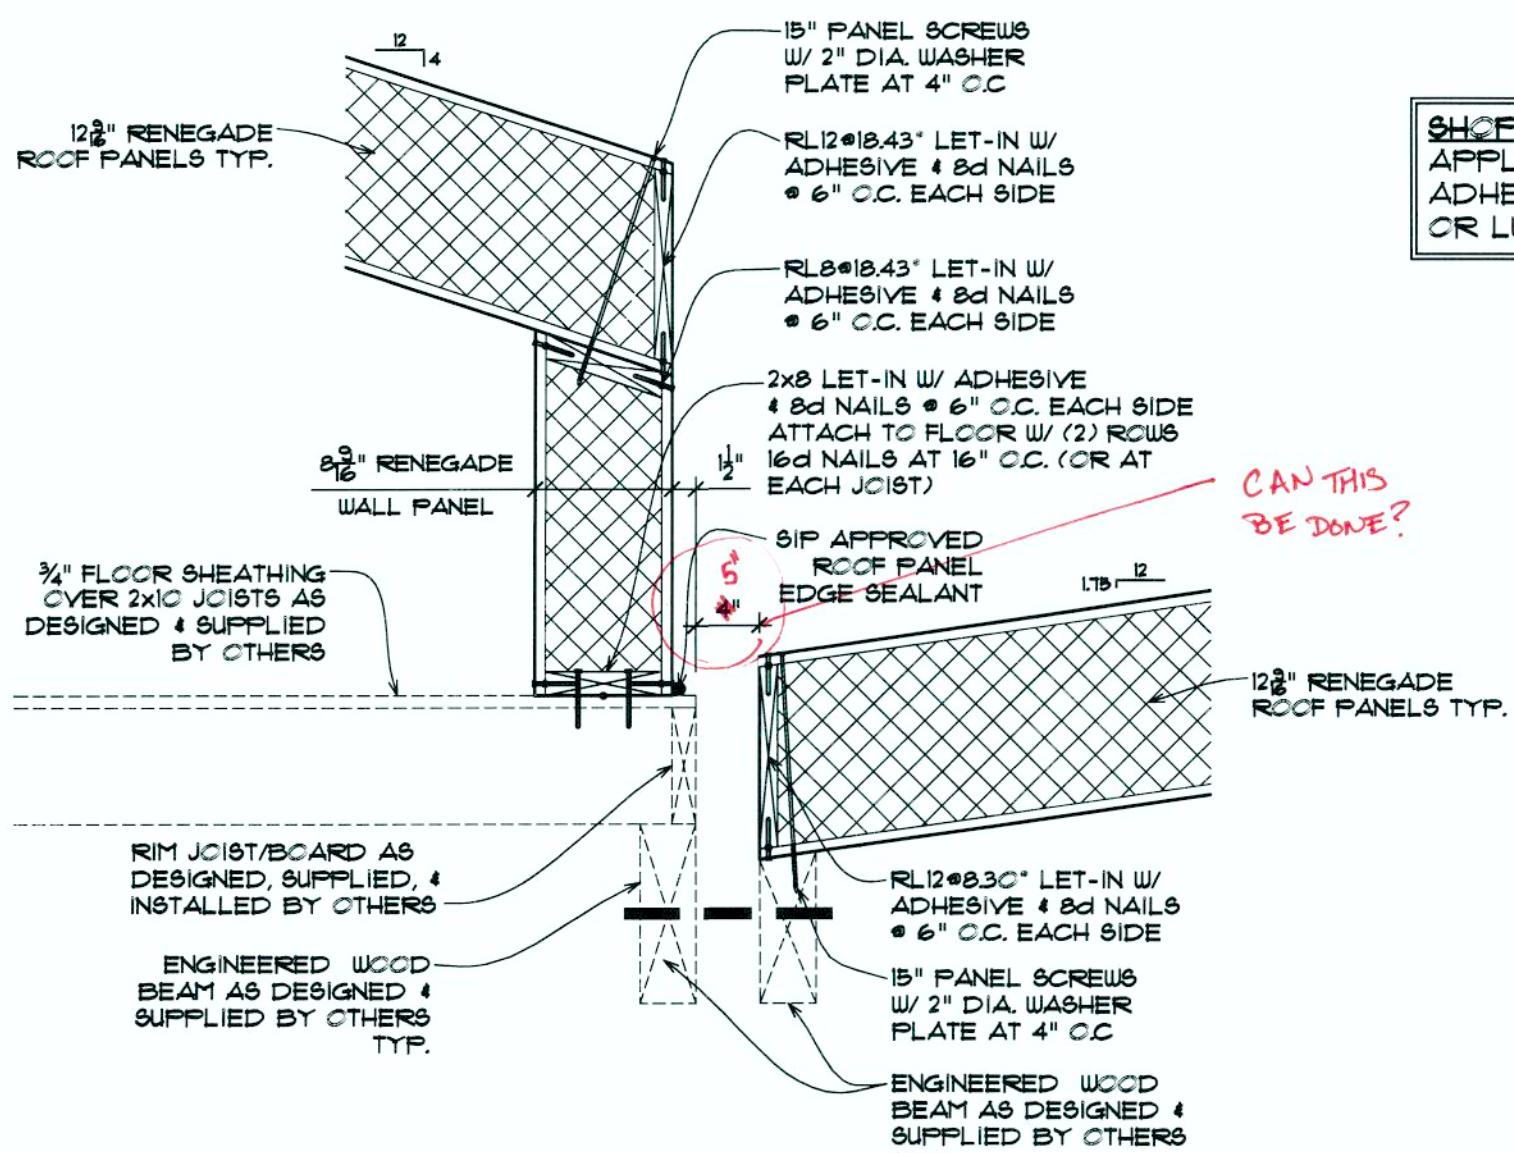 12
4
15" PANEL SCREWS
W/ 2" DIA. WASHER
PLATE AT 4" O.C
12 9/16" RENEGADE
ROOF PANELS TYP.
RL12@18.43° LET-IN W/
ADHESIVE & 8d NAILS
@ 6" O.C. EACH SIDE
SHOP
APPL
ADHE
OR LU
RL8@18.43° LET-IN W/
ADHESIVE & 8d NAILS
@ 6" O.C. EACH SIDE
2x8 LET-IN W/ ADHESIVE
& 8d NAILS @ 6" O.C. EACH SIDE
ATTACH TO FLOOR W/ (2) ROWS
16d NAILS AT 16" O.C. (OR AT
EACH JOIST)
8 9/16" RENEGADE
WALL PANEL
1 1/2"
CAN THIS
BE DONE?
SIP APPROVED
ROOF PANEL
EDGE SEALANT
5"
4"
3/4" FLOOR SHEATHING
OVER 2x10 JOISTS AS
DESIGNED & SUPPLIED
BY OTHERS
1.75
12
12 9/16" RENEGADE
ROOF PANELS TYP.
RIM JOIST/BOARD AS
DESIGNED, SUPPLIED, &
INSTALLED BY OTHERS
RL12@8.30° LET-IN W/
ADHESIVE & 8d NAILS
@ 6" O.C. EACH SIDE
ENGINEERED WOOD
BEAM AS DESIGNED &
SUPPLIED BY OTHERS
TYP.
15" PANEL SCREWS
W/ 2" DIA. WASHER
PLATE AT 4" O.C
ENGINEERED WOOD
BEAM AS DESIGNED &
SUPPLIED BY OTHERS